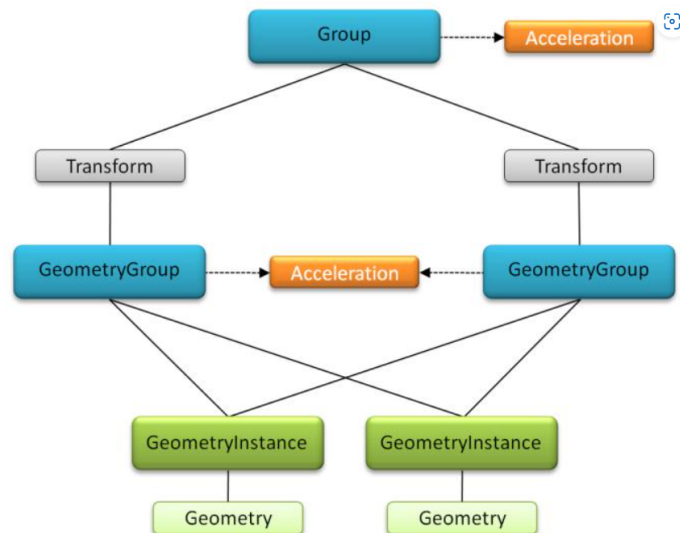 Group
Acceleration
Transform
Transform
GeometryGroup
Acceleration
GeometryGroup
GeometryInstance
GeometryInstance
Geometry
Geometry